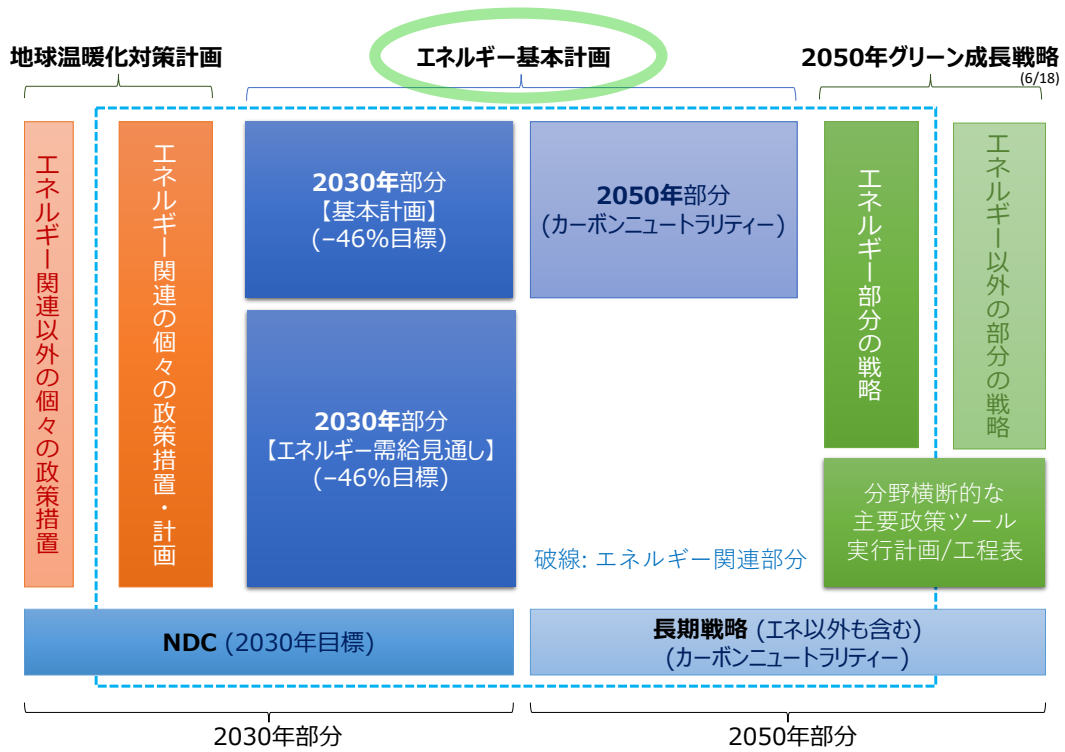 地球温暖化対策計画
エネルギー基本計画
2050年グリーン成長戦略
(6/18)
エネルギー関連以外の個々の政策措置
エネルギー関連の個々の政策措置・計画
2030年部分
【基本計画】
(–46%目標)
2050年部分
(カーボンニュートラリティー)
エネルギー部分の戦略
エネルギー以外の部分の戦略
2030年部分
【エネルギー需給見通し】
(–46%目標)
分野横断的な
主要政策ツール
実行計画/工程表
破線: エネルギー関連部分
NDC (2030年目標)
長期戦略 (エネ以外も含む)
(カーボンニュートラリティー)
2030年部分
2050年部分